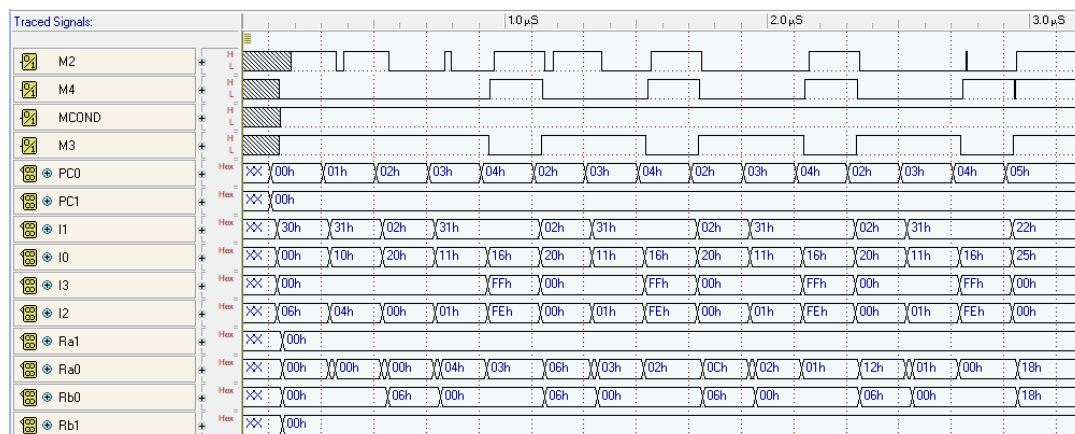 Traced Signals: 1.0 µS 2.0 µS 3.0 µS
M2 H L
M4 H L
MCOND H L
M3 H L
PC0 Hex XX 00h 01h 02h 03h 04h 02h 03h 04h 02h 03h 04h 02h 03h 04h 05h
PC1 Hex XX 00h
I1 Hex XX 30h 31h 02h 31h 02h 31h 02h 31h 02h 31h 22h
I0 Hex XX 00h 10h 20h 11h 16h 20h 11h 16h 20h 11h 16h 20h 11h 16h 25h
I3 Hex XX 00h FFh 00h FFh 00h FFh 00h FFh 00h
I2 Hex XX 06h 04h 00h 01h FEh 00h 01h FEh 00h 01h FEh 00h 01h FEh 00h
Ra1 Hex XX 00h
Ra0 Hex XX 00h 00h 00h 04h 03h 06h 03h 02h 0Ch 02h 01h 12h 01h 00h 18h
Rb0 Hex XX 00h 06h 00h 06h 00h 06h 00h 06h 00h 18h
Rb1 Hex XX 00h